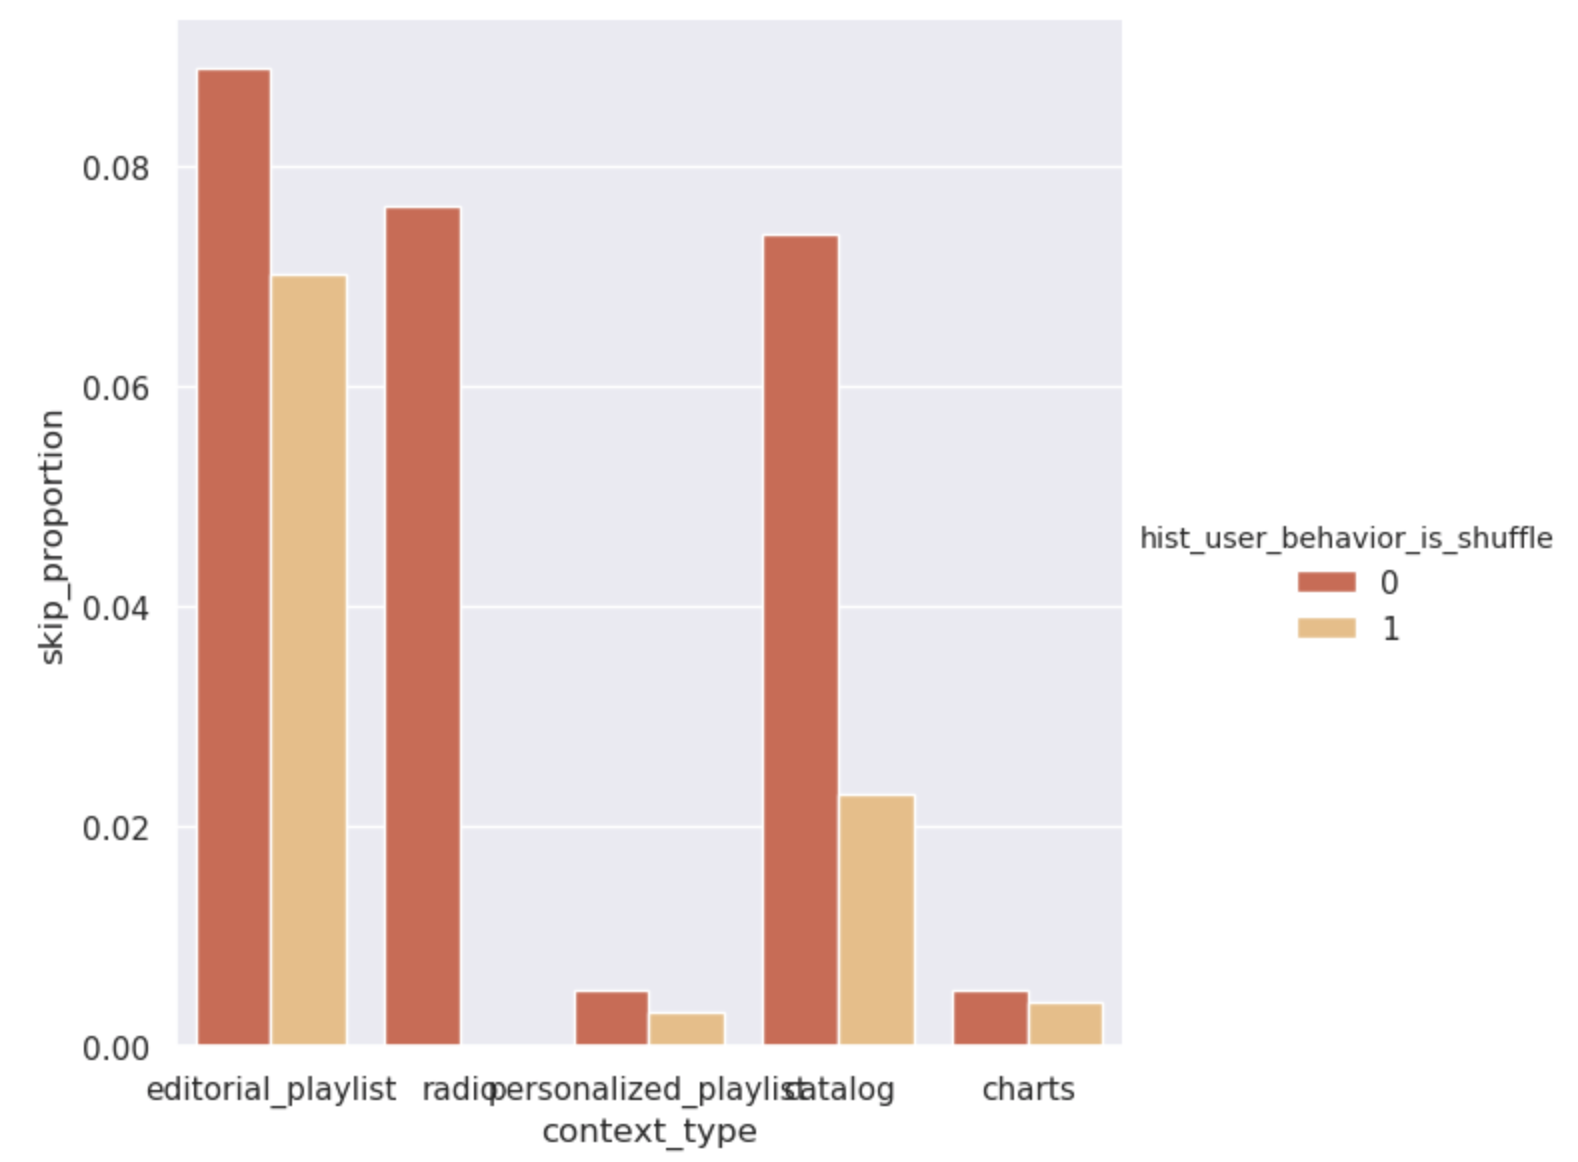 0.08
0.06
0.04
0.02
0.00
skip_proportion
editorial_playlist radio personalized_playlist catalog charts
context_type
hist_user_behavior_is_shuffle
0
1